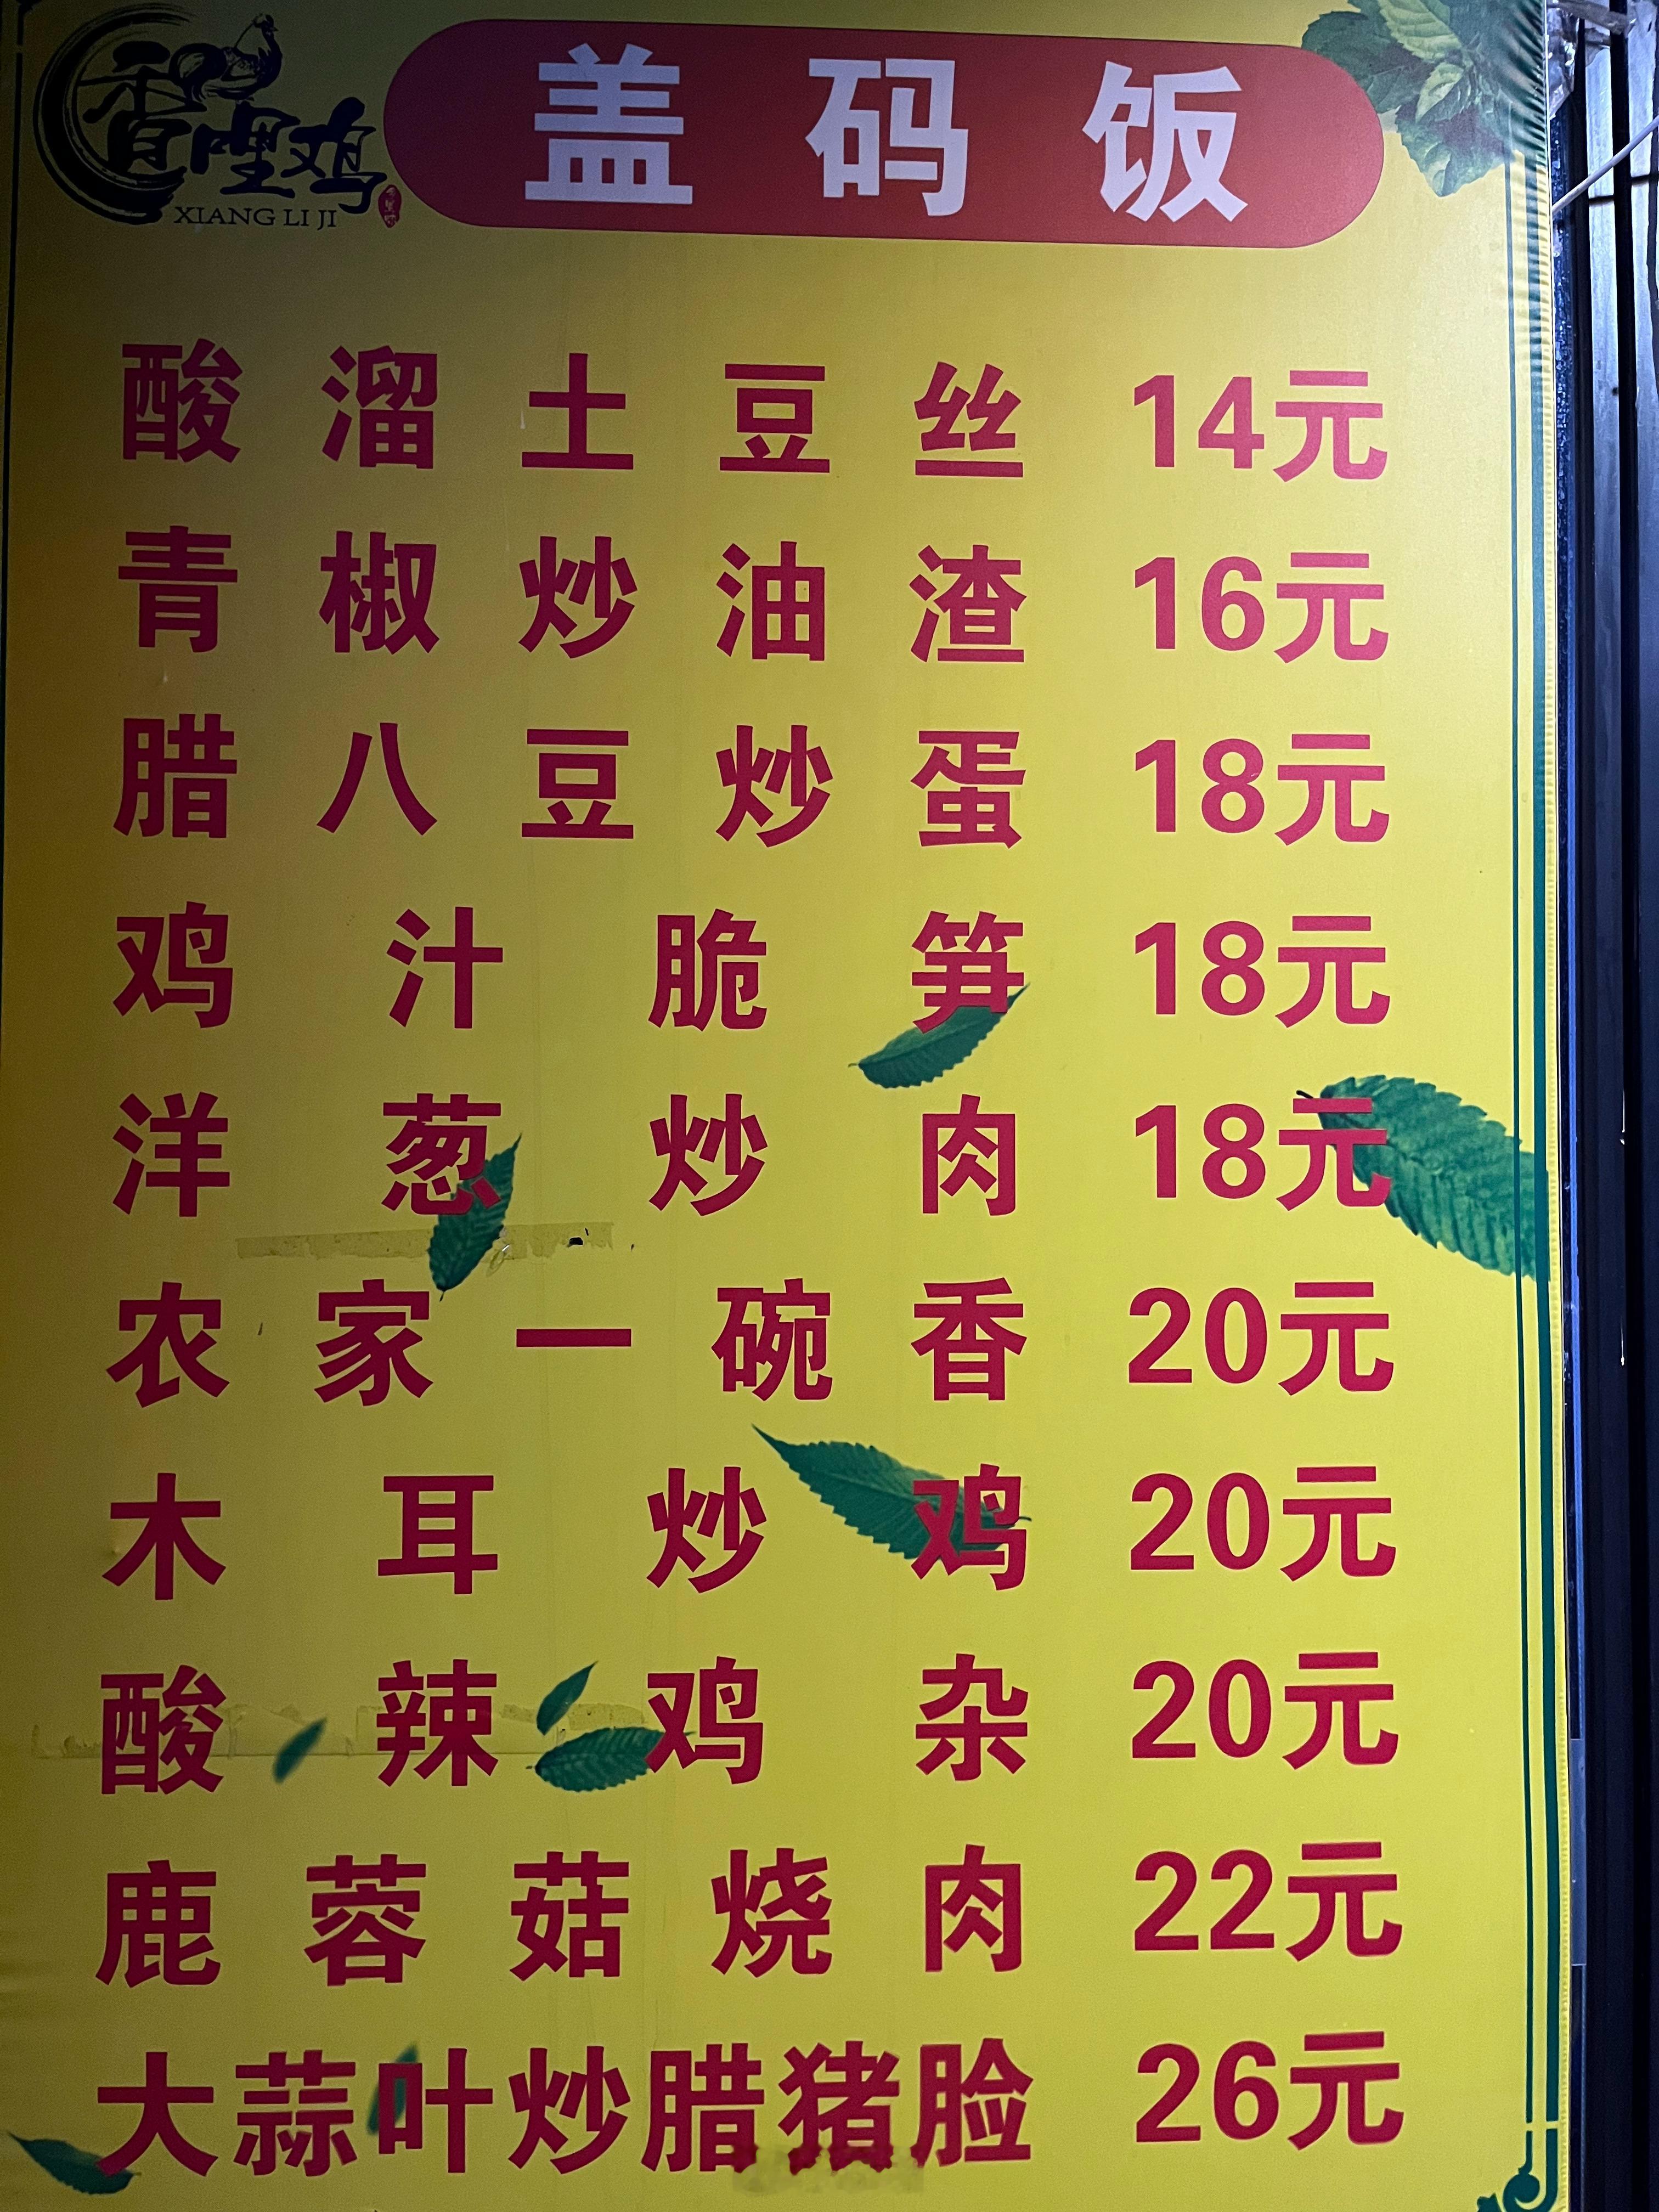 香哩鸡
XIANG LI JI
盖码饭
酸溜土豆丝 14元
青椒炒油渣 16元
腊八豆炒蛋 18元
鸡汁脆笋 18元
洋葱炒肉 18元
农家一碗香 20元
木耳炒鸡 20元
酸辣鸡杂 20元
鹿蓉菇烧肉 22元
大蒜叶炒腊猪脸 26元